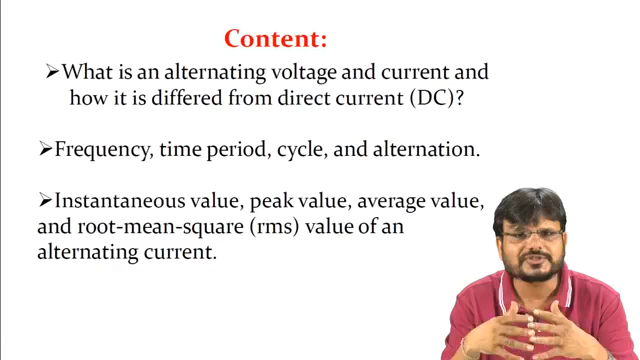 Content:
➢What is an alternating voltage and current and
how it is differed from direct current (DC)?
➢Frequency, time period, cycle, and alternation.
➢Instantaneous value, peak value, average value,
and root-mean-square (rms) value of an
alternating current.